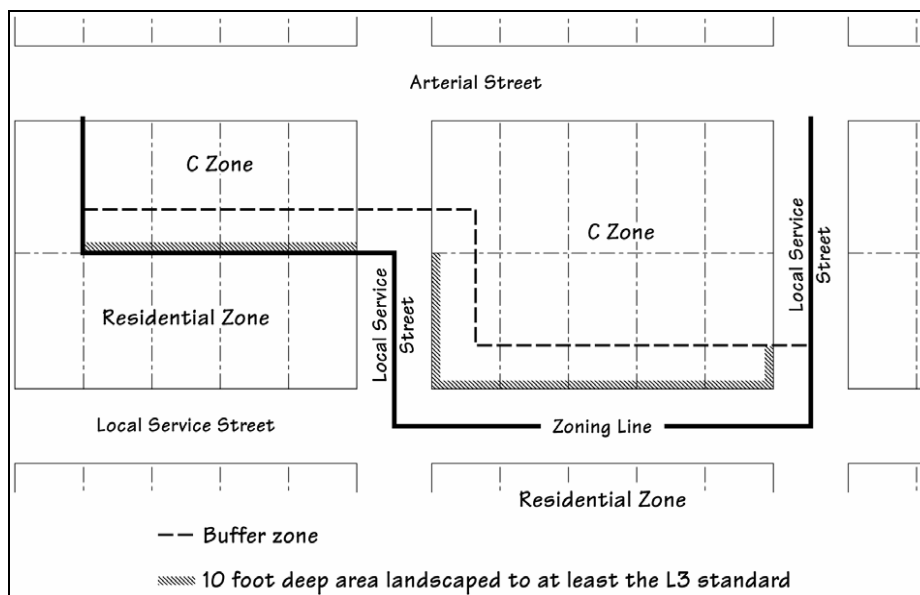 Arterial Street
C Zone
C Zone
Local Service
Street
Residential Zone
Local Service
Street
Local Service Street
Zoning Line
Residential Zone
Buffer zone
10 foot deep area landscaped to at least the L3 standard